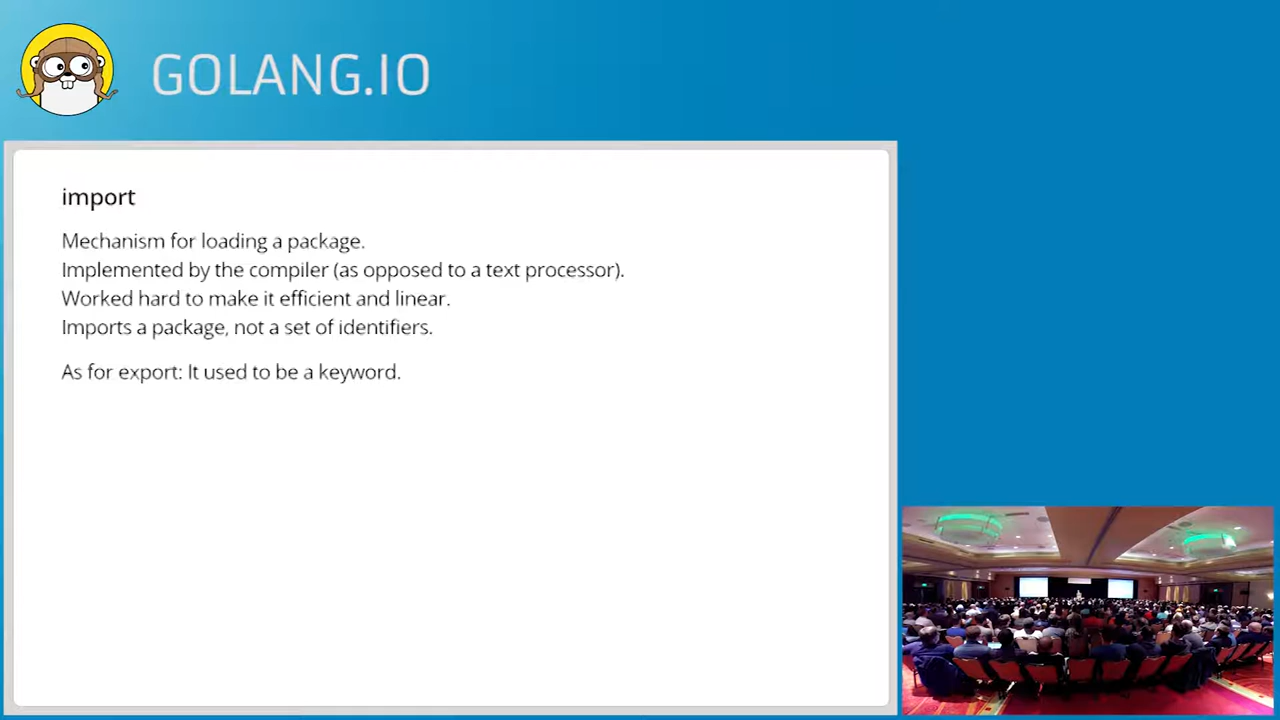 GOLANG.IO
import
Mechanism for loading a package.
Implemented by the compiler (as opposed to a text processor).
Worked hard to make it efficient and linear.
Imports a package, not a set of identifiers.
As for export: It used to be a keyword.